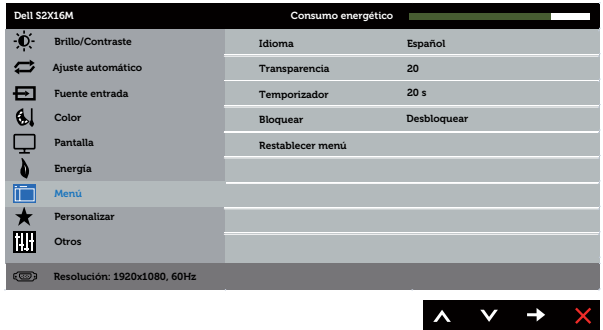 Dell S2X16M Consumo energético
Brillo/Contraste
Ajuste automático
Fuente entrada
Color
Pantalla
Energía
Menú
Personalizar
Otros
Idioma Español
Transparencia 20
Temporizador 20 s
Bloquear Desbloquear
Restablecer menú
Resolución: 1920x1080, 60Hz